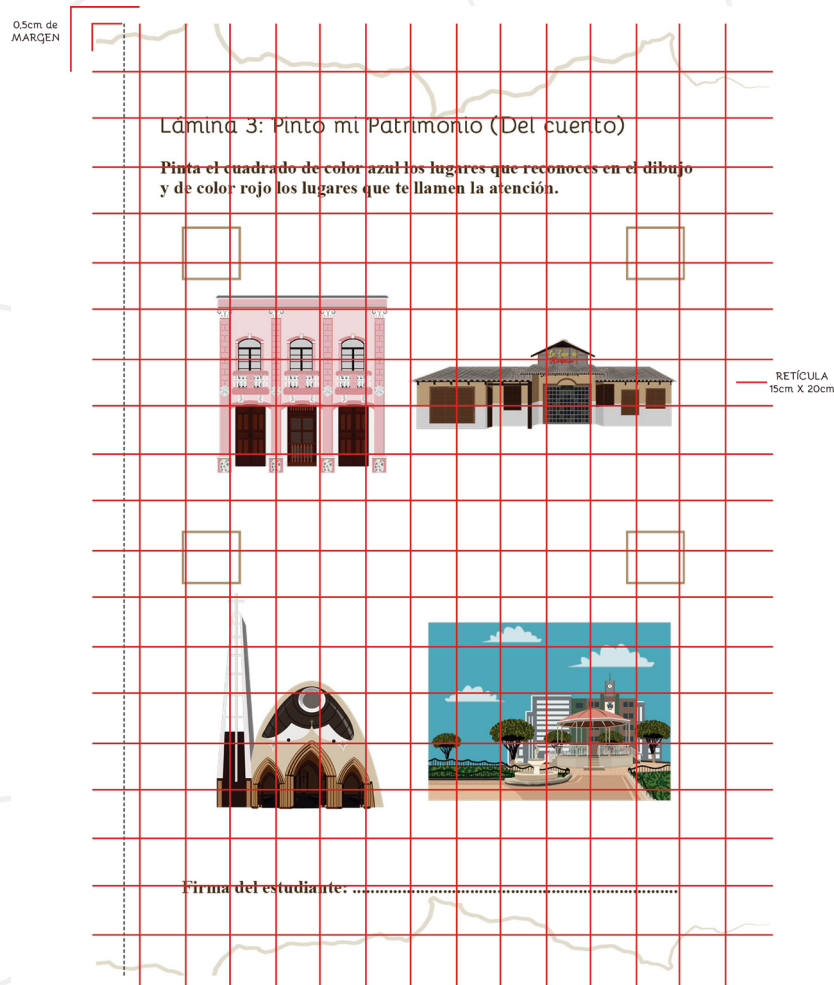 0,5cm de
MARGEN
Lámina 3: Pinto mi Patrimonio (Del cuento)
Pinta el cuadrado de color azul los lugares que reconoces en el dibujo
y de color rojo los lugares que te llamen la atención.
RETÍCULA
15cm X 20cm
Firma del estudiante: ........................................................................